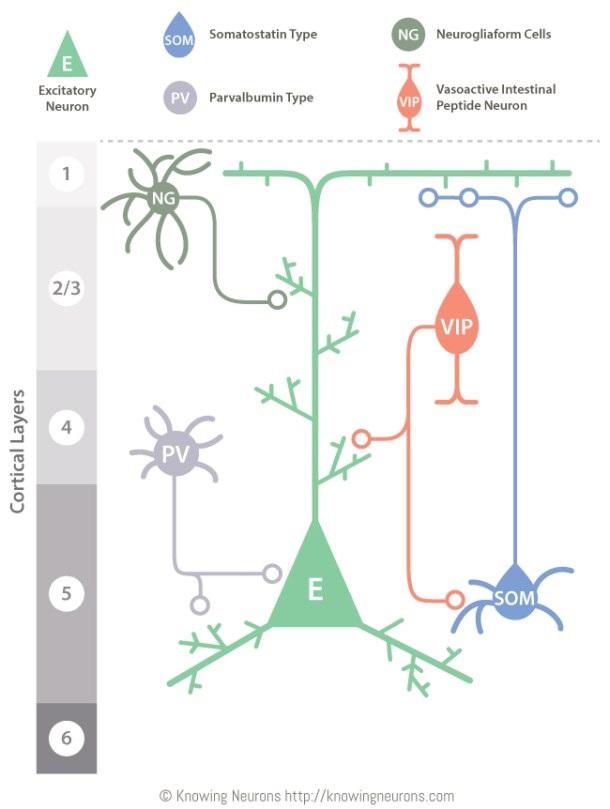 E
Excitatory
Neuron
SOM
Somatostatin Type
PV
Parvalbumin Type
NG
Neurogliaform Cells
VIP
Vasoactive Intestinal
Peptide Neuron
Cortical Layers
1
2/3
4
5
6
NG
VIP
PV
E
SOM
© Knowing Neurons http://knowingneurons.com